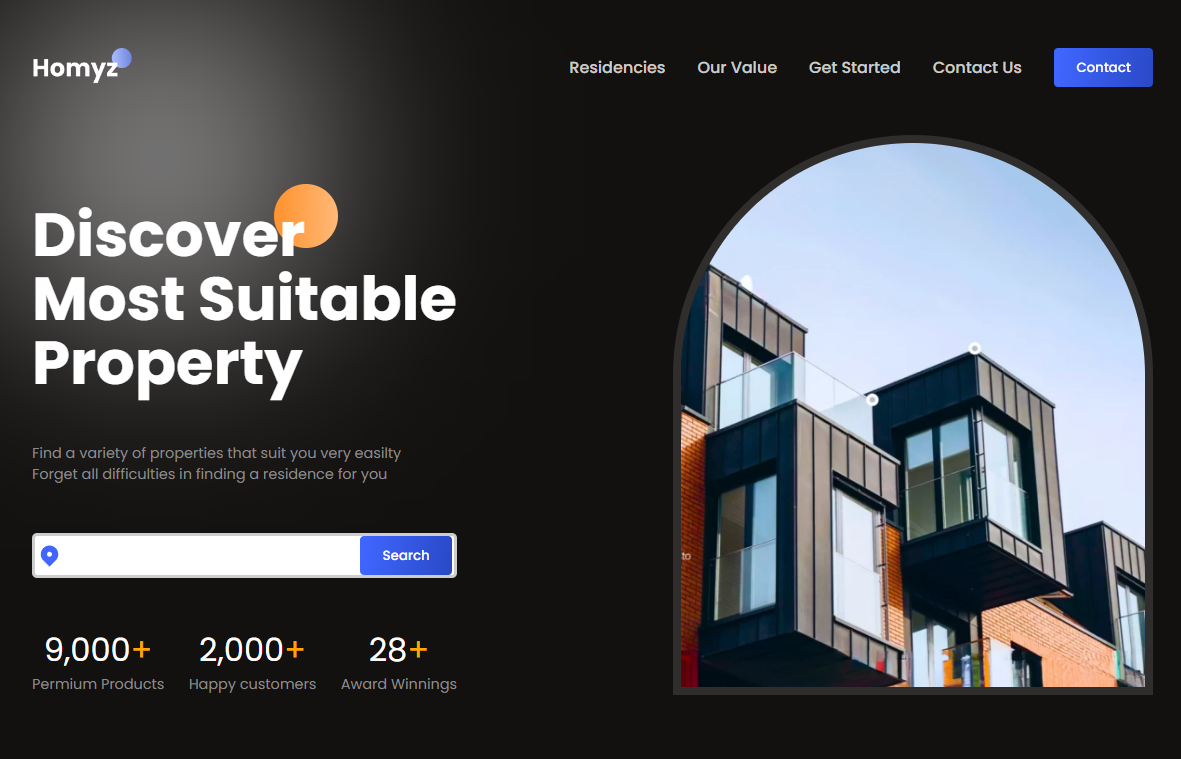 Homyz
Residencies
Our Value
Get Started
Contact Us
Contact
Discover
Most Suitable
Property
Find a variety of properties that suit you very easilty
Forget all difficulties in finding a residence for you
Search
9,000+
2,000+
28+
Permium Products
Happy customers
Award Winnings
to